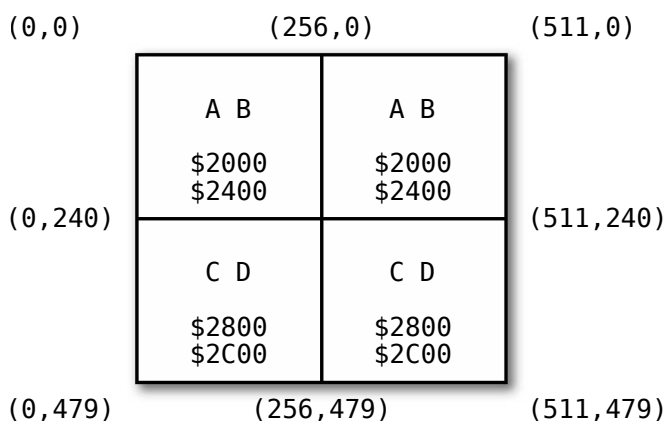 (0,0) (256,0) (511,0)
A B A B
$2000 $2000
$2400 $2400
(0,240) (511,240)
C D C D
$2800 $2800
$2C00 $2C00
(0,479) (256,479) (511,479)